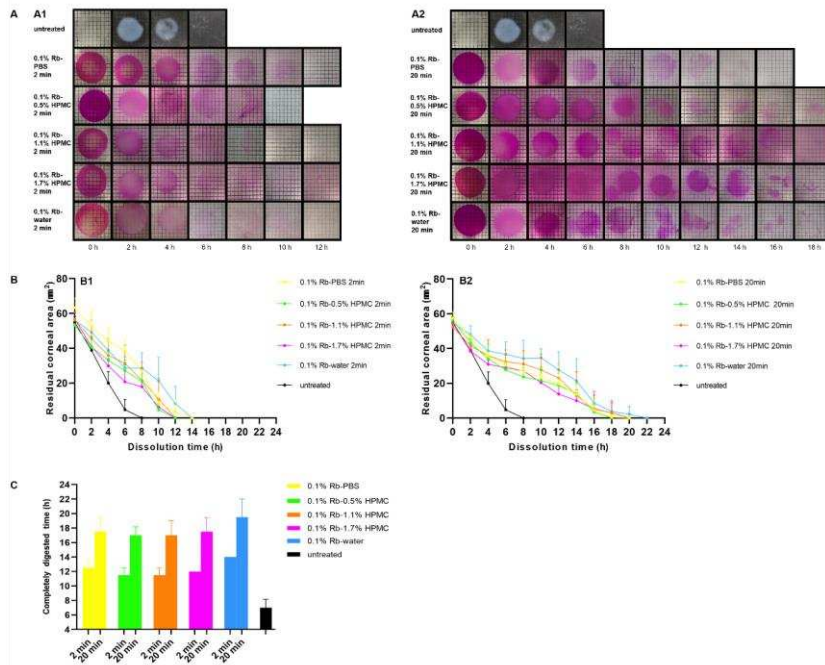 A
A1
untreated
0.1% Rb-
PBS
2 min
0.1% Rb-
0.5% HPMC
2 min
0.1% Rb-
1.1% HPMC
2 min
0.1% Rb-
1.7% HPMC
2 min
0.1% Rb-
water
2 min
0 h 2 h 4 h 6 h 8 h 10 h 12 h
A2
untreated
0.1% Rb-
PBS
20 min
0.1% Rb-
0.5% HPMC
20 min
0.1% Rb-
1.1% HPMC
20 min
0.1% Rb-
1.7% HPMC
20 min
0.1% Rb-
water
20 min
0 h 2 h 4 h 6 h 8 h 10 h 12 h 14 h 16 h 18 h
B
B1
Residual corneal area (mm²)
80
60
40
20
0
0 2 4 6 8 10 12 14 16 18 20 22 24
Dissolution time (h)
0.1% Rb-PBS 2min
0.1% Rb-0.5% HPMC 2min
0.1% Rb-1.1% HPMC 2min
0.1% Rb-1.7% HPMC 2min
0.1% Rb-water 2min
untreated
B2
Residual corneal area (mm²)
80
60
40
20
0
0 2 4 6 8 10 12 14 16 18 20 22 24
Dissolution time (h)
0.1% Rb-PBS 20min
0.1% Rb-0.5% HPMC 20min
0.1% Rb-1.1% HPMC 20min
0.1% Rb-1.7% HPMC 20min
0.1% Rb-water 20min
untreated
C
Completely digested time (h)
24
22
20
18
16
14
12
10
8
6
4
2 min 20 min 2 min 20 min 2 min 20 min 2 min 20 min 2 min 20 min
0.1% Rb-PBS
0.1% Rb-0.5% HPMC
0.1% Rb-1.1% HPMC
0.1% Rb-1.7% HPMC
0.1% Rb-water
untreated